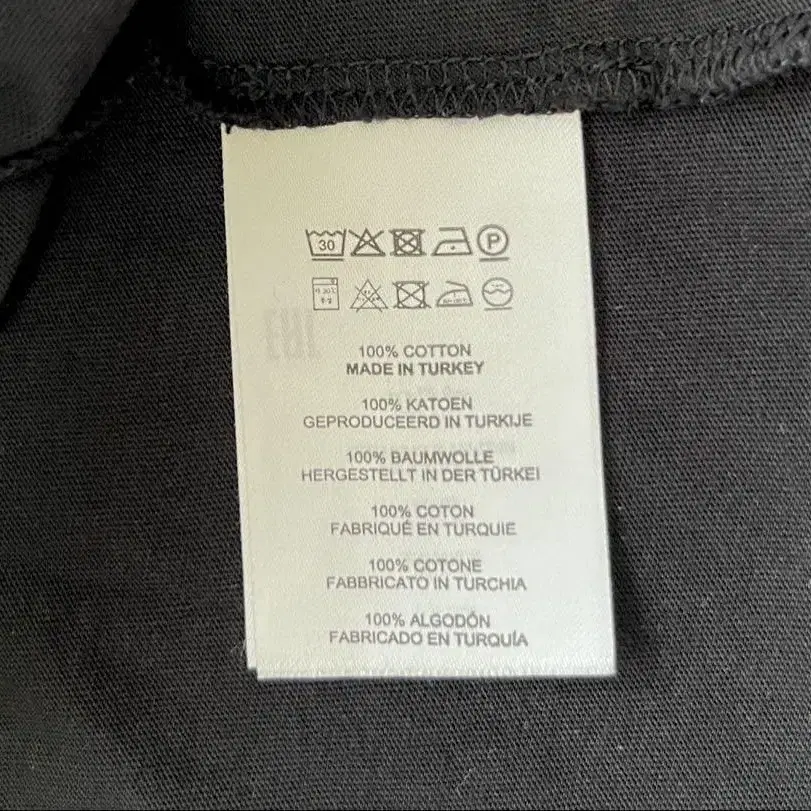 30
P
100% COTTON
MADE IN TURKEY
100% KATOEN
GEPRODUCEERD IN TURKIJE
100% BAUMWOLLE
HERGESTELLT IN DER TÜRKEI
100% COTON
FABRIQUÉ EN TURQUIE
100% COTONE
FABBRICATO IN TURCHIA
100% ALGODÓN
FABRICADO EN TURQUÍA